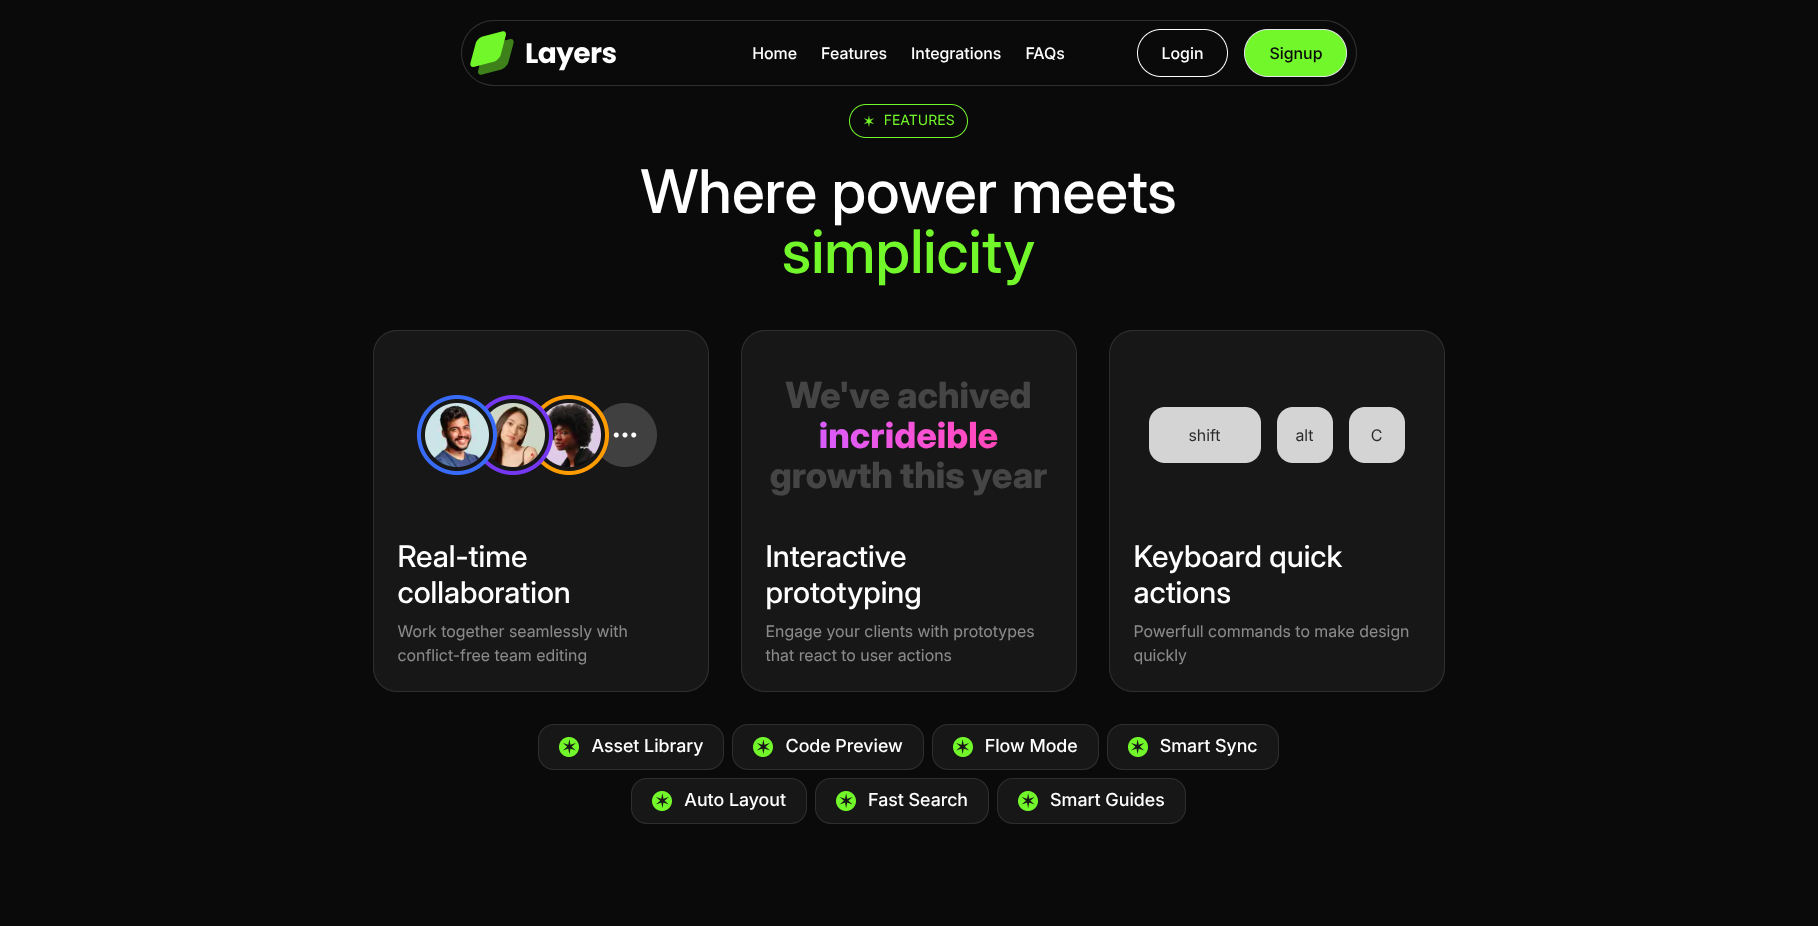 Layers
Home
Features
Integrations
FAQs
Login
Signup
✶ FEATURES
Where power meets
simplicity
We've achived
incrideible
growth this year
shift
alt
C
Real-time
collaboration
Work together seamlessly with
conflict-free team editing
Interactive
prototyping
Engage your clients with prototypes
that react to user actions
Keyboard quick
actions
Powerfull commands to make design
quickly
Asset Library
Code Preview
Flow Mode
Smart Sync
Auto Layout
Fast Search
Smart Guides